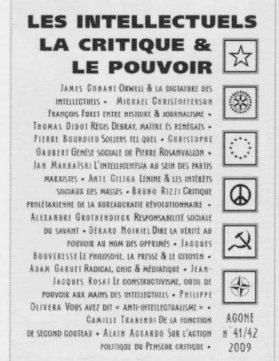 LES INTELLECTUELS
LA CRITIQUE &
LE POUVOIR
JAMES CONANT ORWELL & LA DICTATURE DES
INTELLECTUELS • MICHAEL CHRISTOFFERSON
FRANÇOIS FURET ENTRE HISTOIRE & JOURNALISME •
THOMAS DIDOT RÉGIS DEBRAY, MAÎTRE ÈS RENÉGATS •
PIERRE BOURDIEU SOLLERS TEL QUEL • CHRISTOPHE
GAUBERT GENÈSE SOCIALE DE PIERRE ROSANVALLON •
JAN MAKHAÏSKI L'INTELLIGENTSIA AU SEIN DES PARTIS
MARXISTES • ANTE CILIGA LÉNINE & LES INTÉRÊTS
SOCIAUX DES MASSES • BRUNO RIZZI CRITIQUE
PROLÉTARIENNE DE LA BUREAUCRATIE RÉVOLUTIONNAIRE •
ALEXANDRE GROTHENDIECK RESPONSABILITÉ SOCIALE
DU SAVANT • GÉRARD NOIRIEL DIRE LA VÉRITÉ AU
POUVOIR AU NOM DES OPPRIMÉS • JACQUES
BOUVERESSE LE PHILOSOPHE, LA PRESSE & LE CITOYEN •
ADAM GARUET RADICAL, CHIC & MÉDIATIQUE • JEAN-
JACQUES ROSAT LE CONSTRUCTIVISME, OUTIL DE
POUVOIR AUX MAINS DES INTELLECTUELS • PHILIPPE
OLIVERA VOUS AVEZ DIT « ANTI-INTELLECTUALISME » •
CAMILLE TRABENDI DE LA FONCTION
DE SECOND COUTEAU • ALAIN ACCARDO SUR L'ACTION
POLITIQUE DU PENSEUR CRITIQUE •
AGONE
N° 41/42
2009